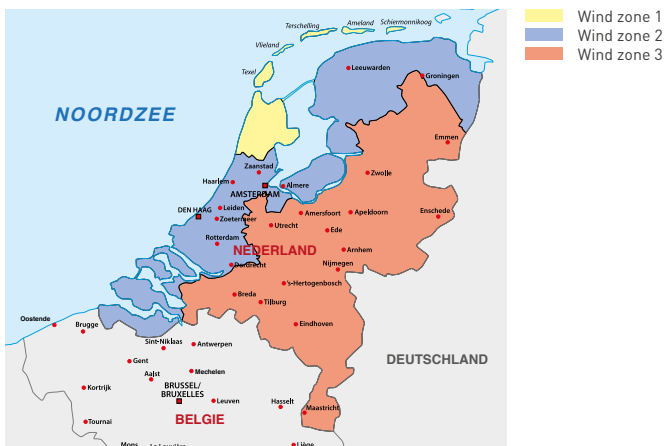 Wind zone 1
Wind zone 2
Wind zone 3
Terschelling
Ameland
Schiermonnikoog
Vlieland
Texel
Leeuwarden
Groningen
NOORDZEE
Emmen
Zaanstad
Haarlem
AMSTERDAM
Almere
Zwolle
DEN HAAG
Leiden
Zoetermeer
Amersfoort
Apeldoorn
Enschede
Utrecht
Ede
Rotterdam
NEDERLAND
Arnhem
Dordrecht
Nijmegen
's-Hertogenbosch
Breda
Tijburg
Oostende
Brugge
Eindhoven
Sint-Niklaas
Antwerpen
DEUTSCHLAND
Gent
Aalst
Mechelen
Kortrijk
BRUSSEL/
BRUXELLES
Leuven
Hasselt
Maastricht
Tournai
BELGIE
Mons
La Louvière
Liège